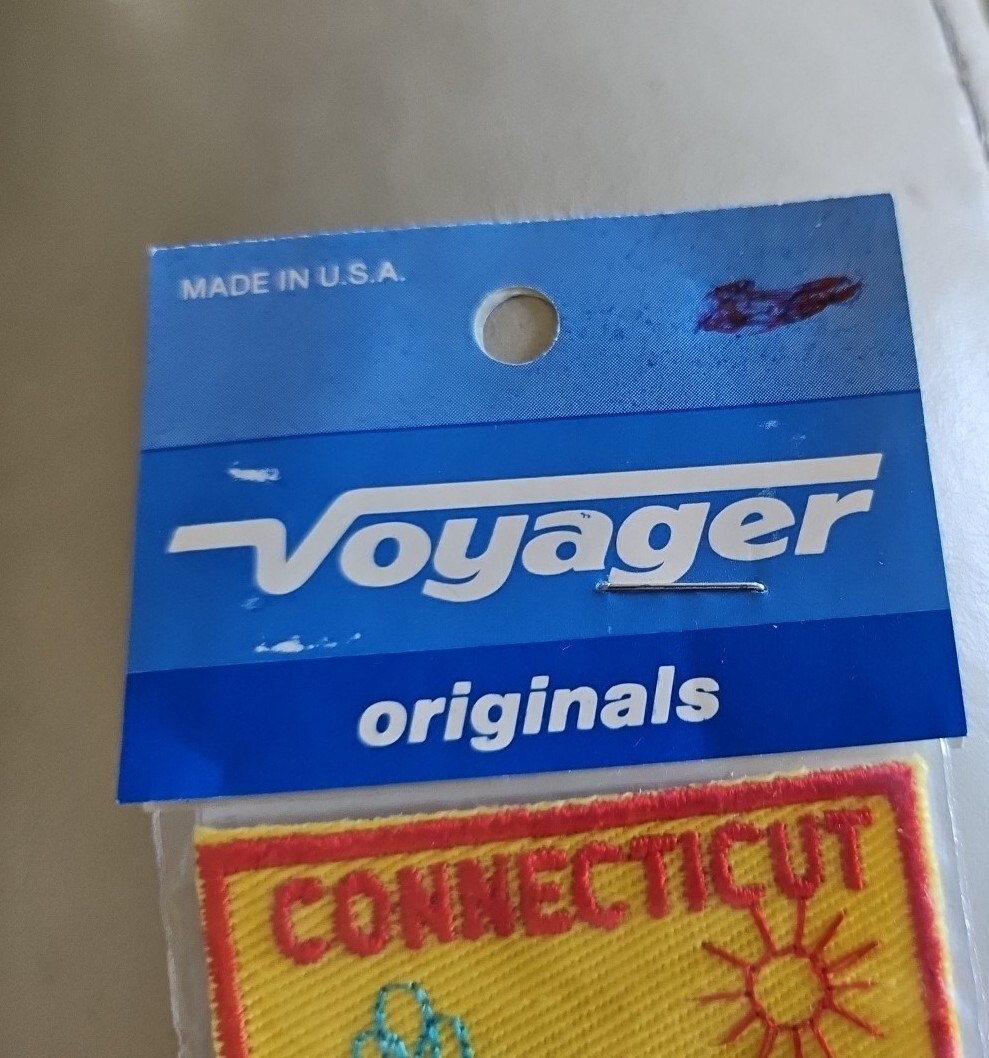 MADE IN U.S.A.
Voyager
originals
CONNECTICUT